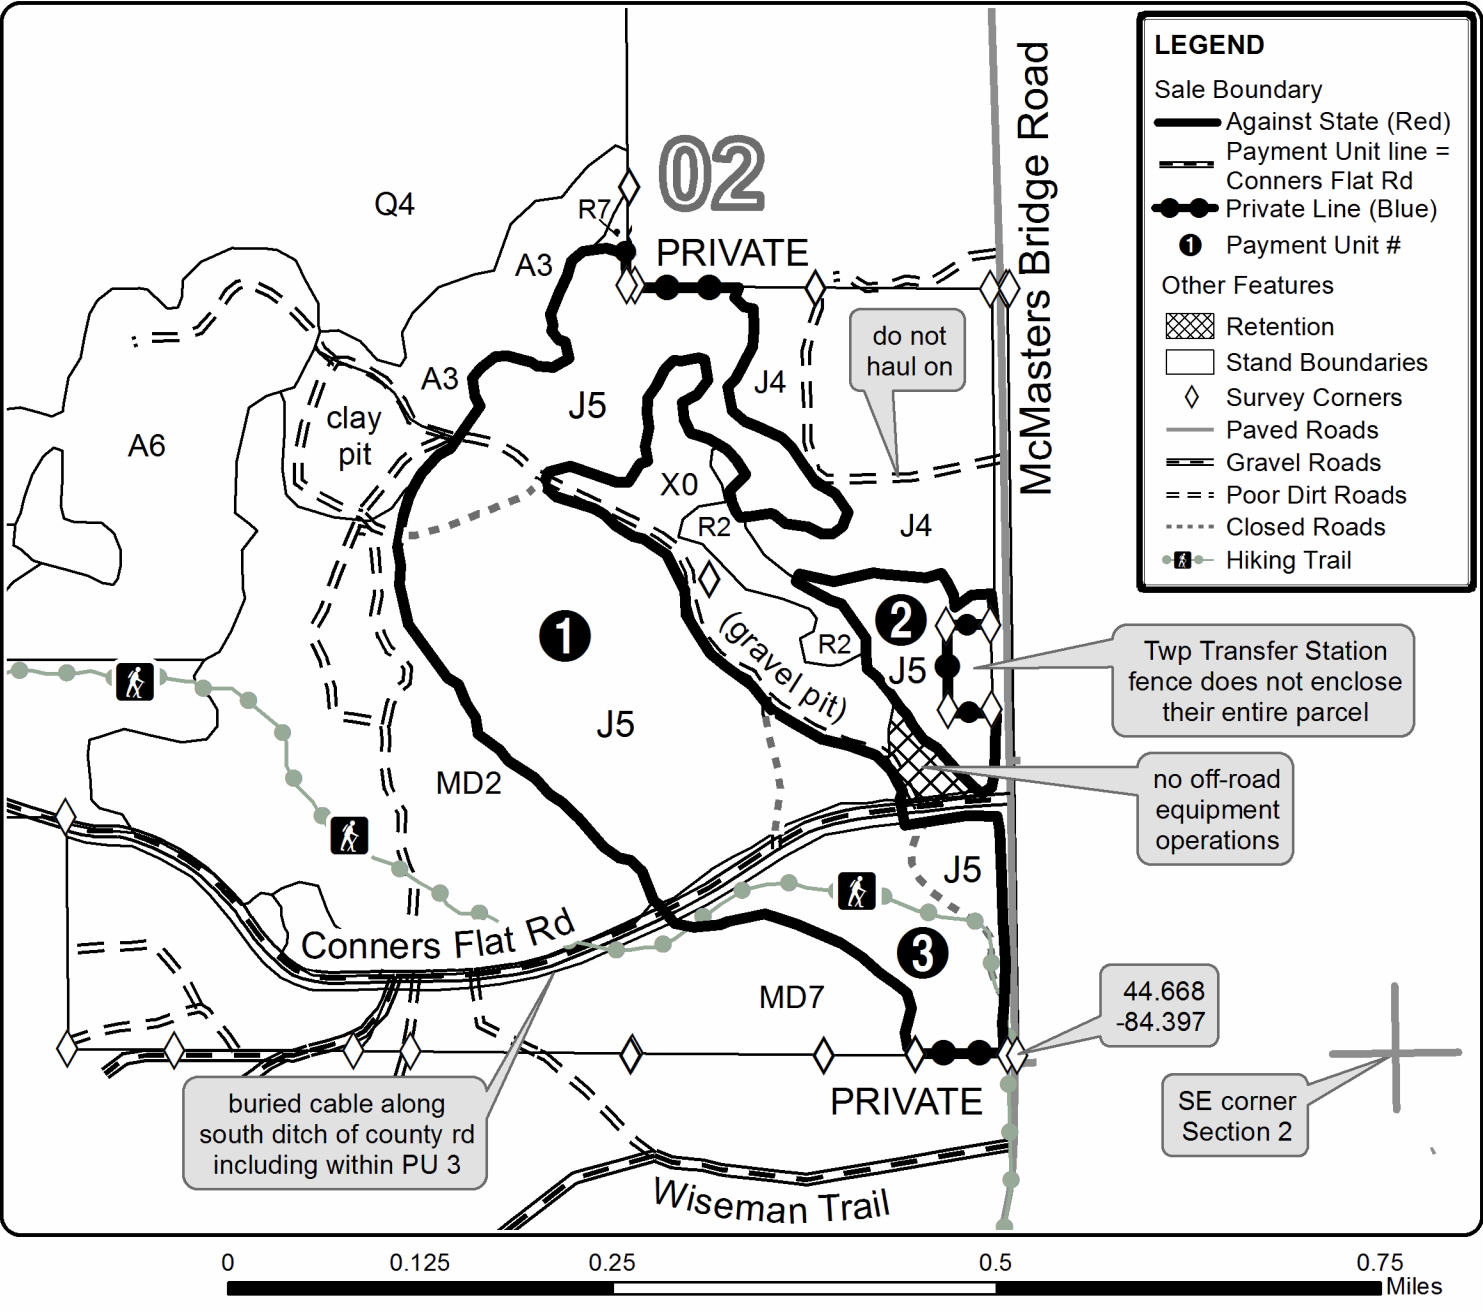 LEGEND
Sale Boundary
Against State (Red)
Payment Unit line =
Conners Flat Rd
Private Line (Blue)
1 Payment Unit #
Other Features
Retention
Stand Boundaries
Survey Corners
Paved Roads
Gravel Roads
Poor Dirt Roads
Closed Roads
Hiking Trail
McMasters Bridge Road
02
Q4
R7
PRIVATE
A3
do not
haul on
A3
J4
J5
clay
pit
A6
X0
R2
J4
1
2
(gravel pit)
R2
J5
Twp Transfer Station
fence does not enclose
their entire parcel
J5
MD2
no off-road
equipment
operations
J5
Conners Flat Rd
3
MD7
44.668
-84.397
PRIVATE
SE corner
Section 2
buried cable along
south ditch of county rd
including within PU 3
Wiseman Trail
0 0.125 0.25 0.5 0.75
Miles